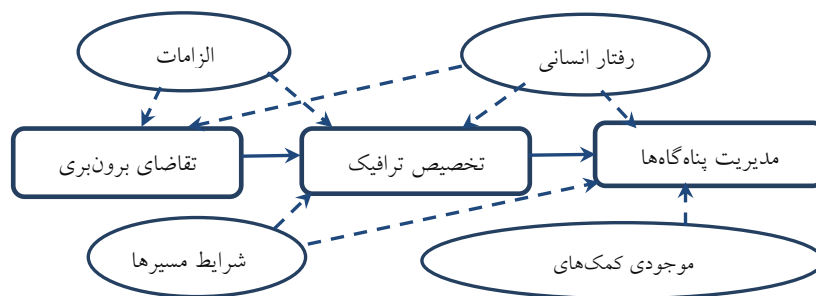 الزامات
رفتار انسانی
تقاضای برون‌بری
تخصیص ترافیک
مدیریت پناه‌گاه‌ها
شرایط مسیرها
موجودی کمک‌های